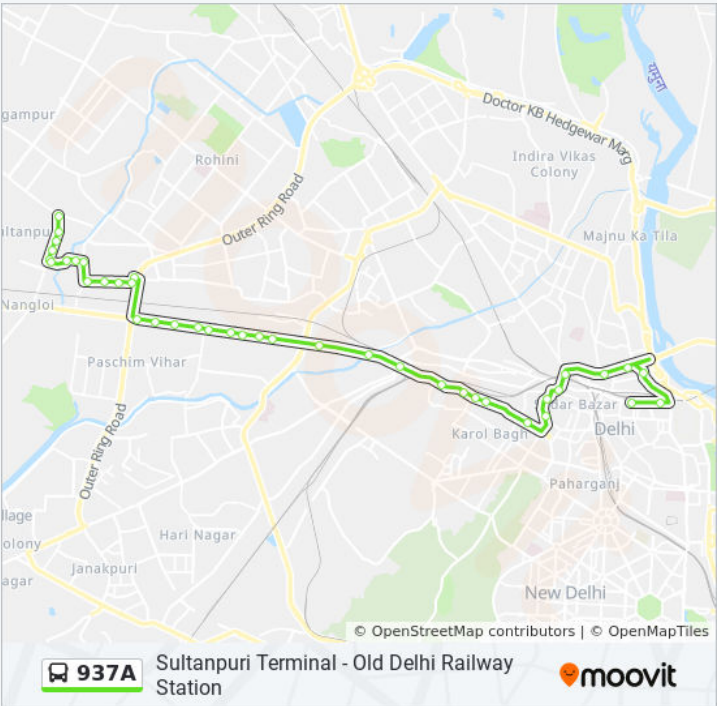 gampur
Rohini
Doctor KB Hedgewar Marg
Indira Vikas
Colony
Outer Ring Road
Majnu Ka Tila
ultanpu
Nangloi
Paschim Vihar
dar Bazar
Delhi
Karol Bagh
Outer Ring Road
Paharganj
llage
olony
Hari Nagar
Janakpuri
agar
New Delhi
© OpenStreetMap contributors | © OpenMapTiles
937A
Sultanpuri Terminal - Old Delhi Railway
Station
moovit